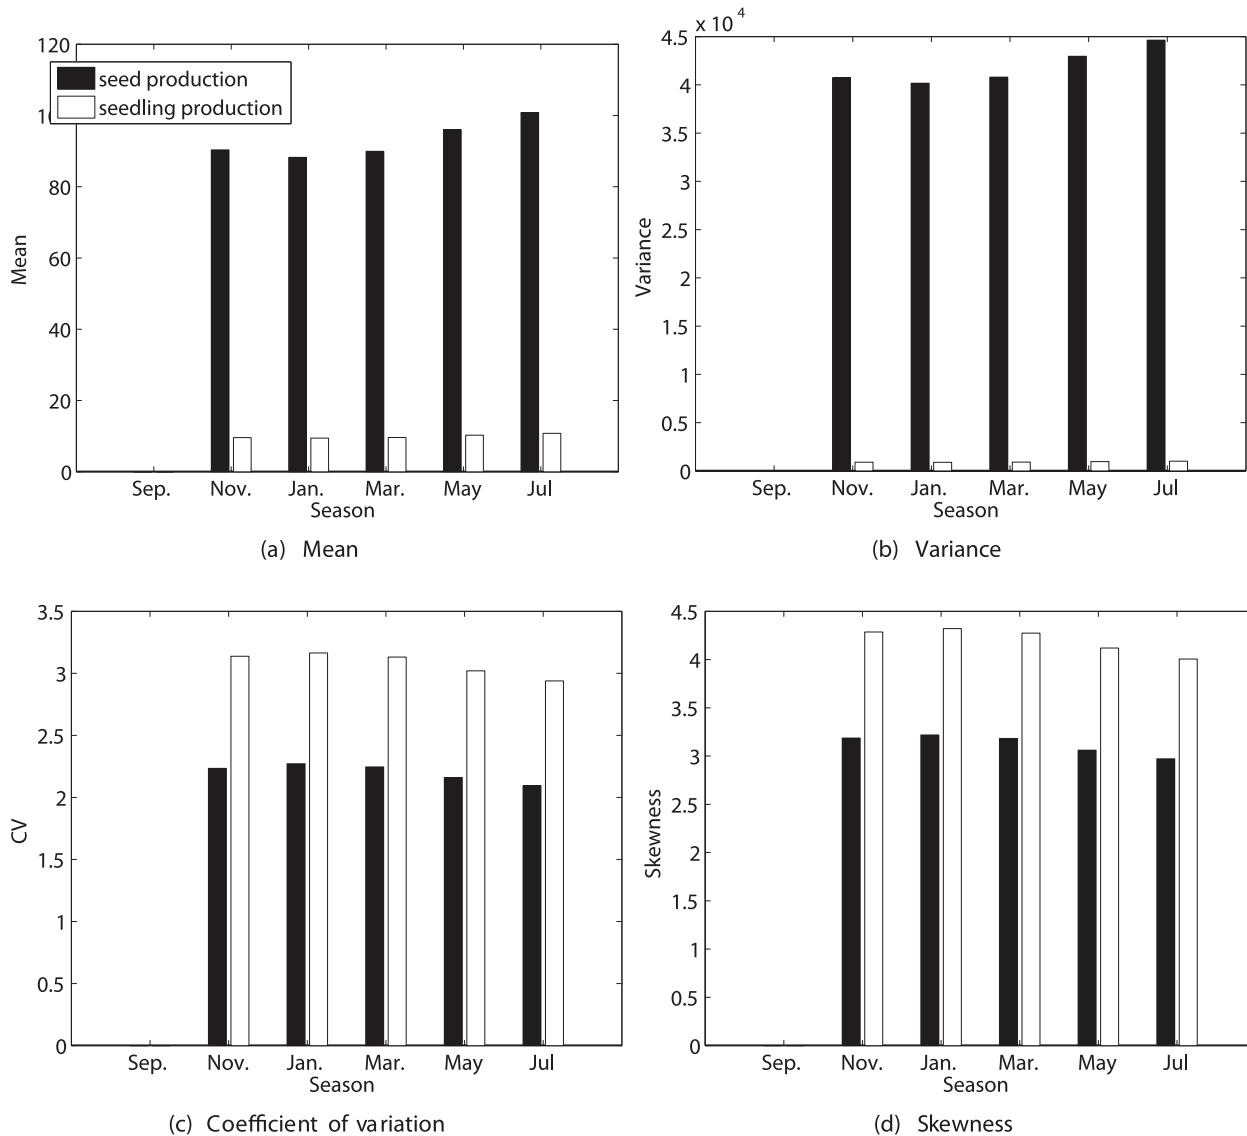 120
seed production
seedling production
100
80
60
40
20
0
Mean
Sep. Nov. Jan. Mar. May Jul
Season
(a) Mean
x 10 4
4.5
4
3.5
3
2.5
2
1.5
1
0.5
0
Variance
Sep. Nov. Jan. Mar. May Jul
Season
(b) Variance
3.5
3
2.5
2
1.5
1
0.5
0
CV
Sep. Nov. Jan. Mar. May Jul
Season
(c) Coefficient of variation
4.5
4
3.5
3
2.5
2
1.5
1
0.5
0
Skewness
Sep. Nov. Jan. Mar. May Jul
Season
(d) Skewness